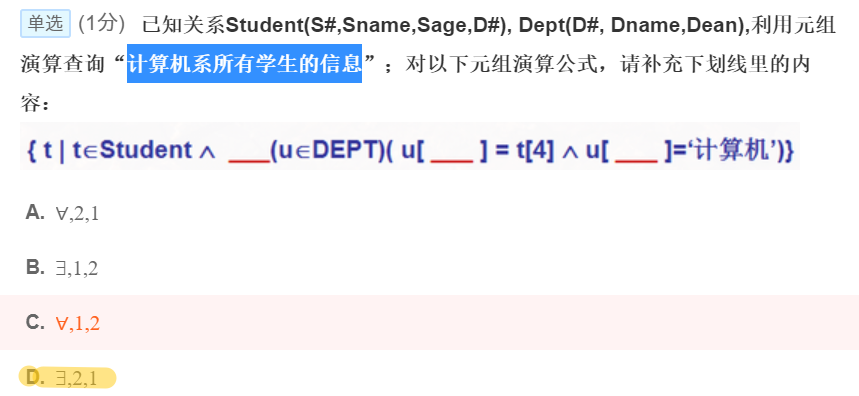 单选 (1分) 已知关系Student(S#,Sname,Sage,D#), Dept(D#, Dname,Dean),利用元组
演算查询“计算机系所有学生的信息”；对以下元组演算公式，请补充下划线里的内
容：
{ t | t∈Student ∧ ___(u∈DEPT)( u[ ___ ] = t[4] ∧ u[ ___ ]=‘计算机’)}
A. ∀,2,1
B. ∃,1,2
C. ∀,1,2
D. ∃,2,1